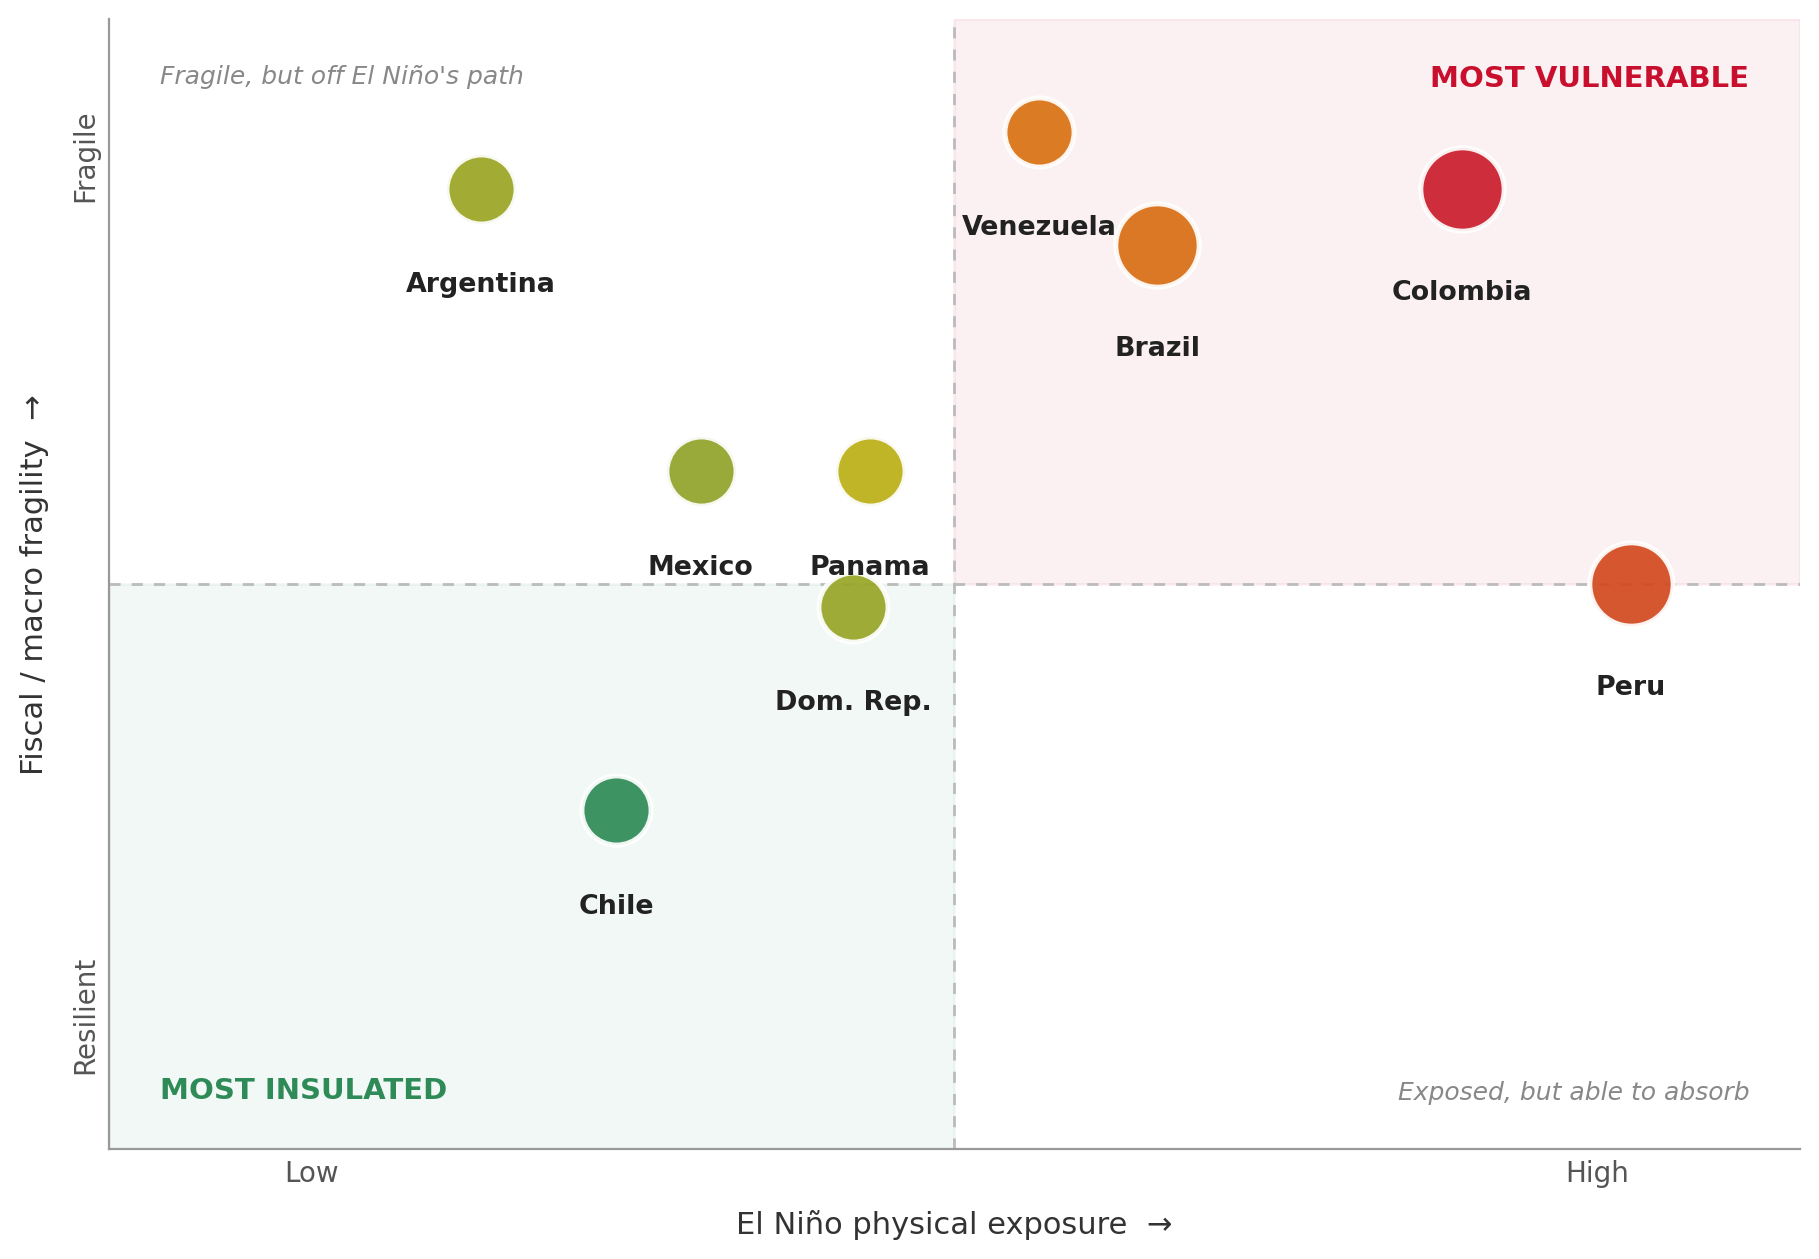 Fragile, but off El Niño's path
MOST VULNERABLE
Fragile
Venezuela
Argentina
Colombia
Brazil
Fiscal / macro fragility →
Mexico
Panama
Peru
Dom. Rep.
Chile
Resilient
MOST INSULATED
Exposed, but able to absorb
Low
High
El Niño physical exposure →